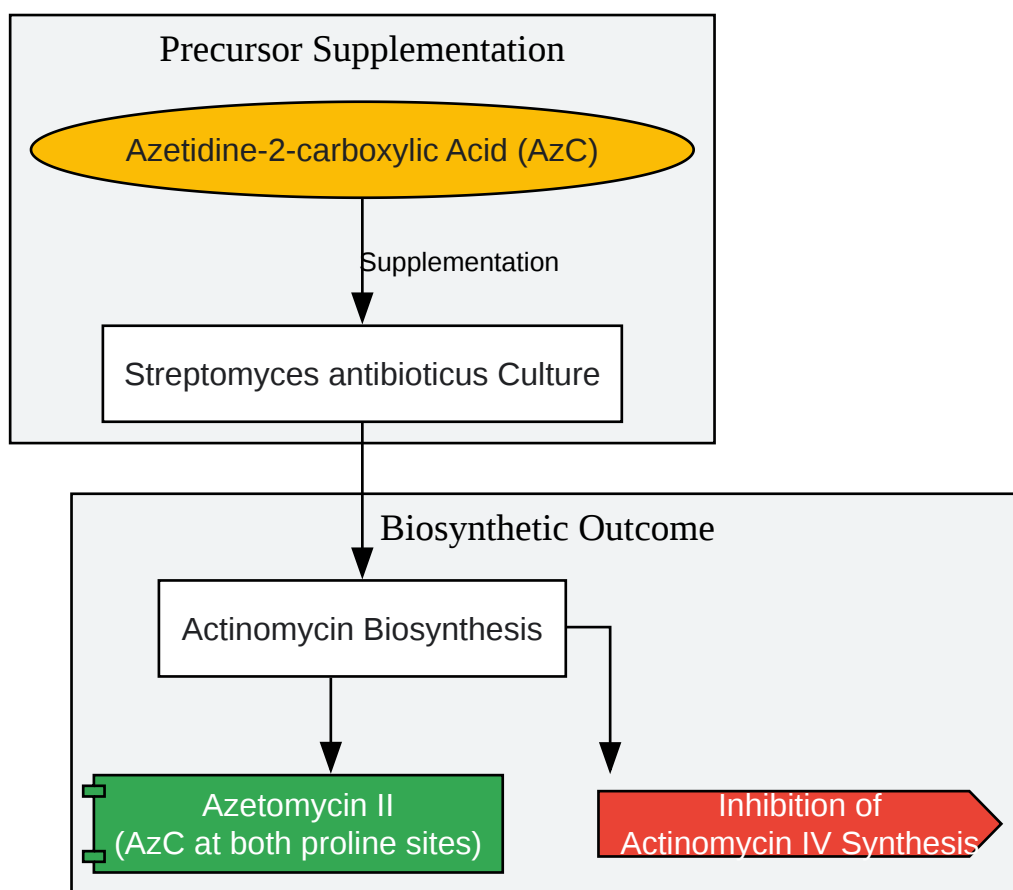 Precursor Supplementation
Azetidine-2-carboxylic Acid (AzC)
Supplementation
Streptomyces antibioticus Culture
Biosynthetic Outcome
Actinomycin Biosynthesis
Azetomycin II
(AzC at both proline sites)
Inhibition of
Actinomycin IV Synthesis